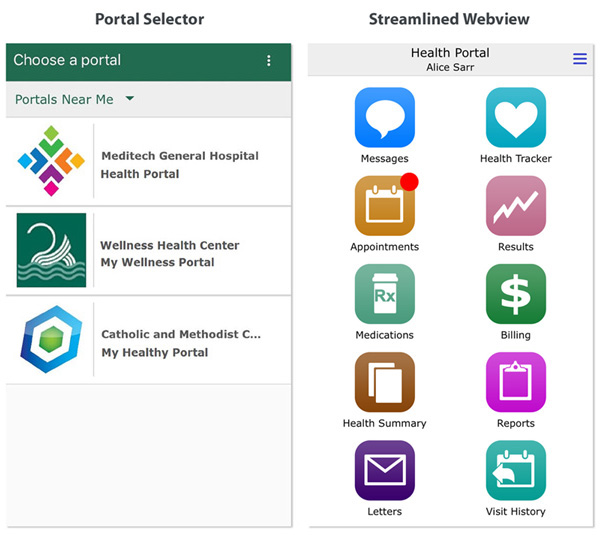 Portal Selector
Choose a portal
Portals Near Me
Meditech General Hospital
Health Portal
Wellness Health Center
My Wellness Portal
Catholic and Methodist C...
My Healthy Portal
Streamlined Webview
Health Portal
Alice Sarr
Messages
Health Tracker
Appointments
Results
Rx
Medications
$
Billing
Health Summary
Reports
Letters
Visit History